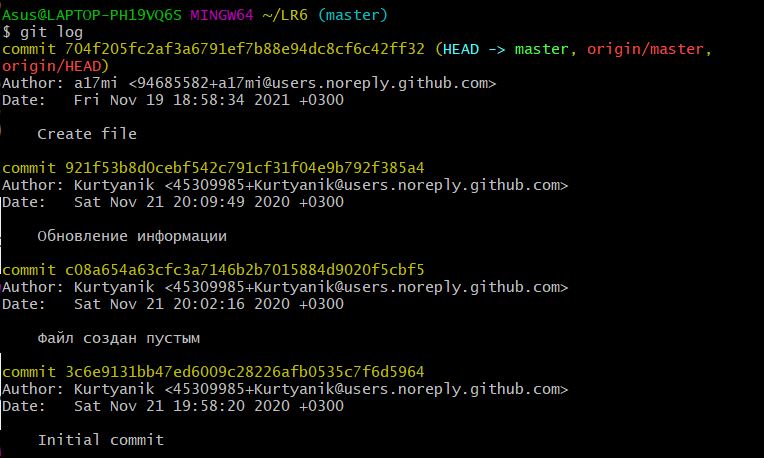 Asus@LAPTOP-PH19VQ6S MINGW64 ~/LR6 (master)
$ git log
commit 704f205fc2af3a6791ef7b88e94dc8cf6c42ff32 (HEAD -> master, origin/master,
origin/HEAD)
Author: a17mi <94685582+a17mi@users.noreply.github.com>
Date:   Fri Nov 19 18:58:34 2021 +0300
Create file
commit 921f53b8d0cebf542c791cf31f04e9b792f385a4
Author: Kurtyanik <45309985+Kurtyanik@users.noreply.github.com>
Date:   Sat Nov 21 20:09:49 2020 +0300
Обновление информации
commit c08a654a63cfc3a7146b2b7015884d9020f5cbf5
Author: Kurtyanik <45309985+Kurtyanik@users.noreply.github.com>
Date:   Sat Nov 21 20:02:16 2020 +0300
Файл создан пустым
commit 3c6e9131bb47ed6009c28226afb0535c7f6d5964
Author: Kurtyanik <45309985+Kurtyanik@users.noreply.github.com>
Date:   Sat Nov 21 19:58:20 2020 +0300
Initial commit